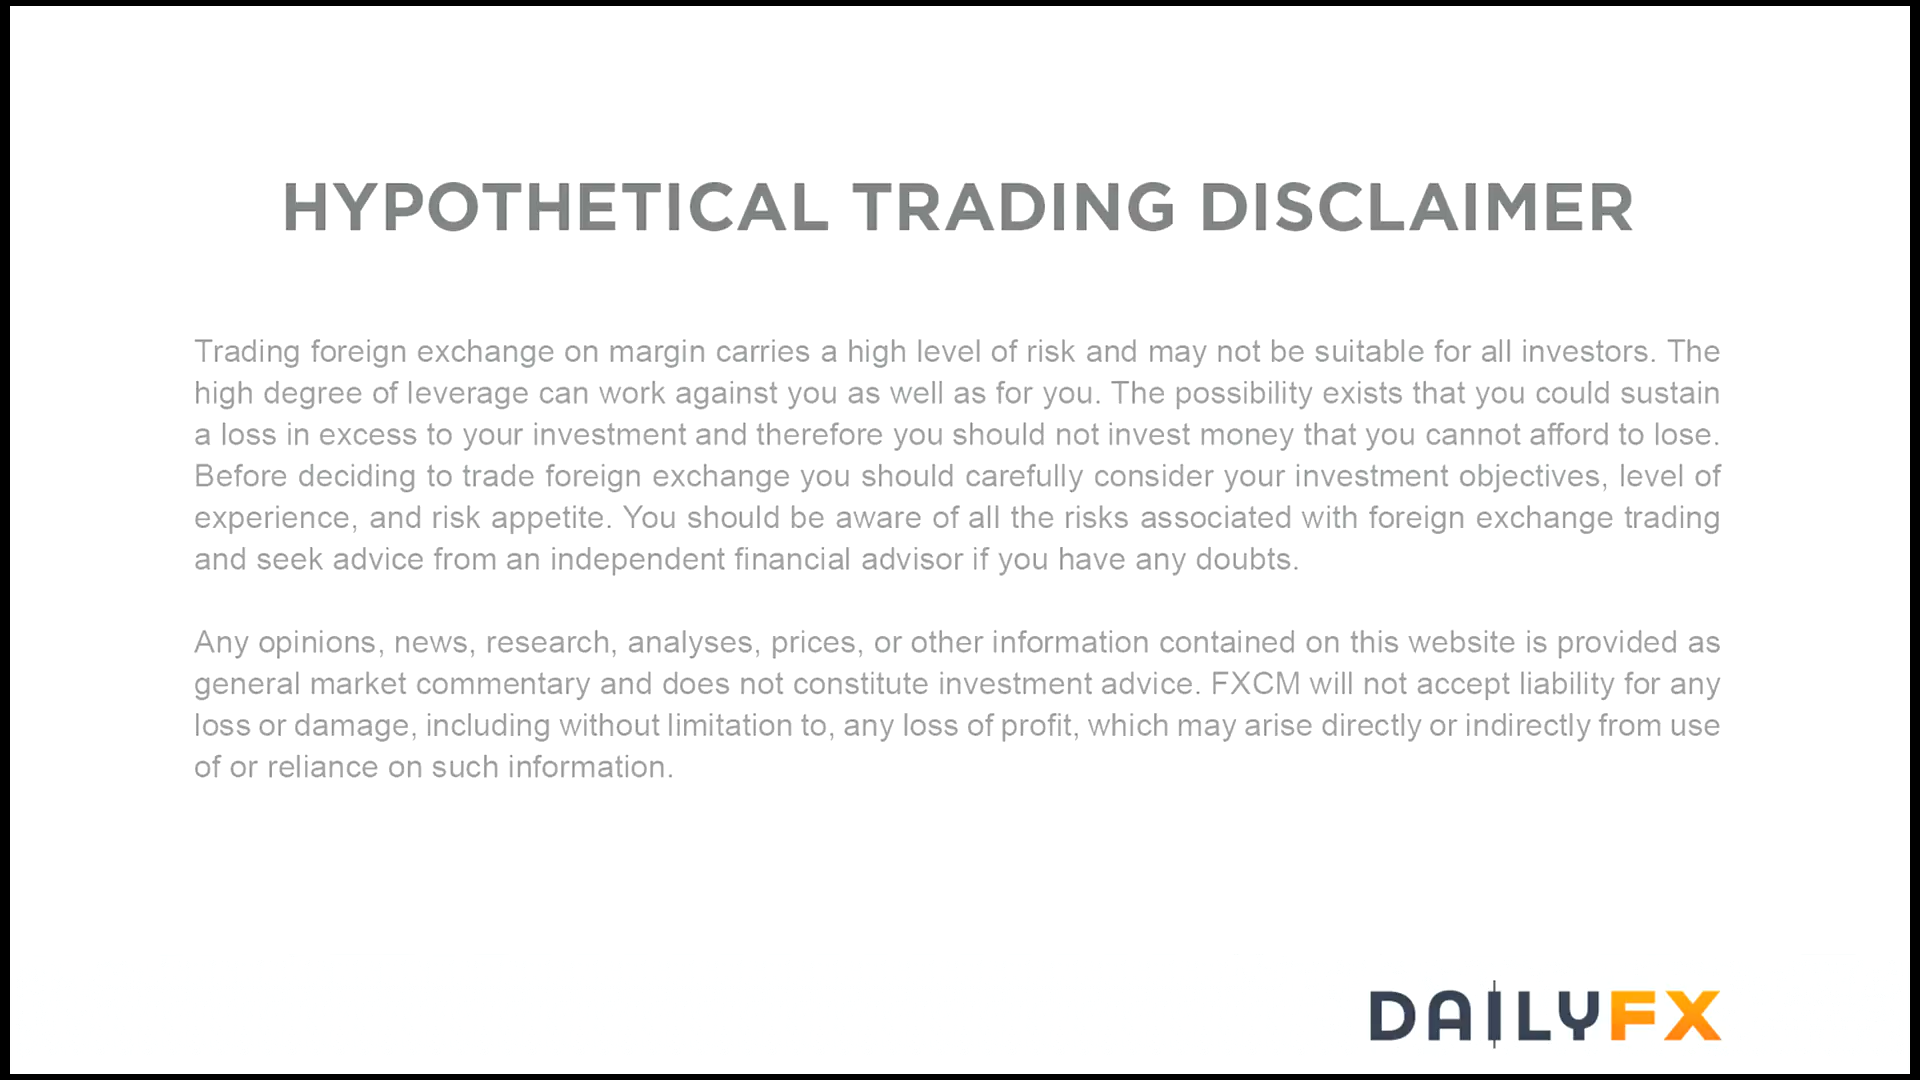 HYPOTHETICAL TRADING DISCLAIMER
Trading foreign exchange on margin carries a high level of risk and may not be suitable for all investors. The
high degree of leverage can work against you as well as for you. The possibility exists that you could sustain
a loss in excess to your investment and therefore you should not invest money that you cannot afford to lose.
Before deciding to trade foreign exchange you should carefully consider your investment objectives, level of
experience, and risk appetite. You should be aware of all the risks associated with foreign exchange trading
and seek advice from an independent financial advisor if you have any doubts.
Any opinions, news, research, analyses, prices, or other information contained on this website is provided as
general market commentary and does not constitute investment advice. FXCM will not accept liability for any
loss or damage, including without limitation to, any loss of profit, which may arise directly or indirectly from use
of or reliance on such information.
DAILYFX